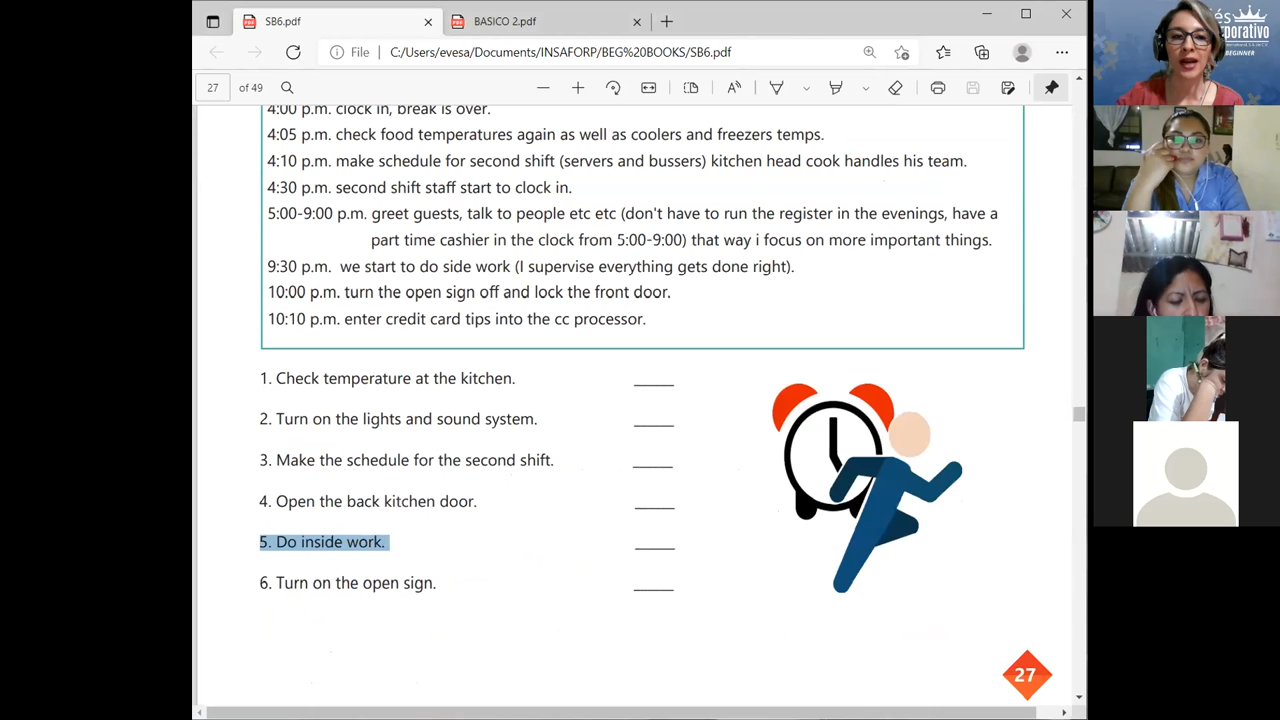 SB6.pdf
BASICO 2.pdf
File
C:/Users/evesa/Documents/INSAFORP/BEG%20BOOKS/SB6.pdf
27
of 49
4:00 p.m. clock in, break is over.
4:05 p.m. check food temperatures again as well as coolers and freezers temps.
4:10 p.m. make schedule for second shift (servers and bussers) kitchen head cook handles his team.
4:30 p.m. second shift staff start to clock in.
5:00-9:00 p.m. greet guests, talk to people etc etc (don't have to run the register in the evenings, have a
part time cashier in the clock from 5:00-9:00) that way i focus on more important things.
9:30 p.m. we start to do side work (I supervise everything gets done right).
10:00 p.m. turn the open sign off and lock the front door.
10:10 p.m. enter credit card tips into the cc processor.
1. Check temperature at the kitchen. _____
2. Turn on the lights and sound system. _____
3. Make the schedule for the second shift. _____
4. Open the back kitchen door. _____
5. Do inside work. _____
6. Turn on the open sign. _____
27
és
rporativo
BEGINNER